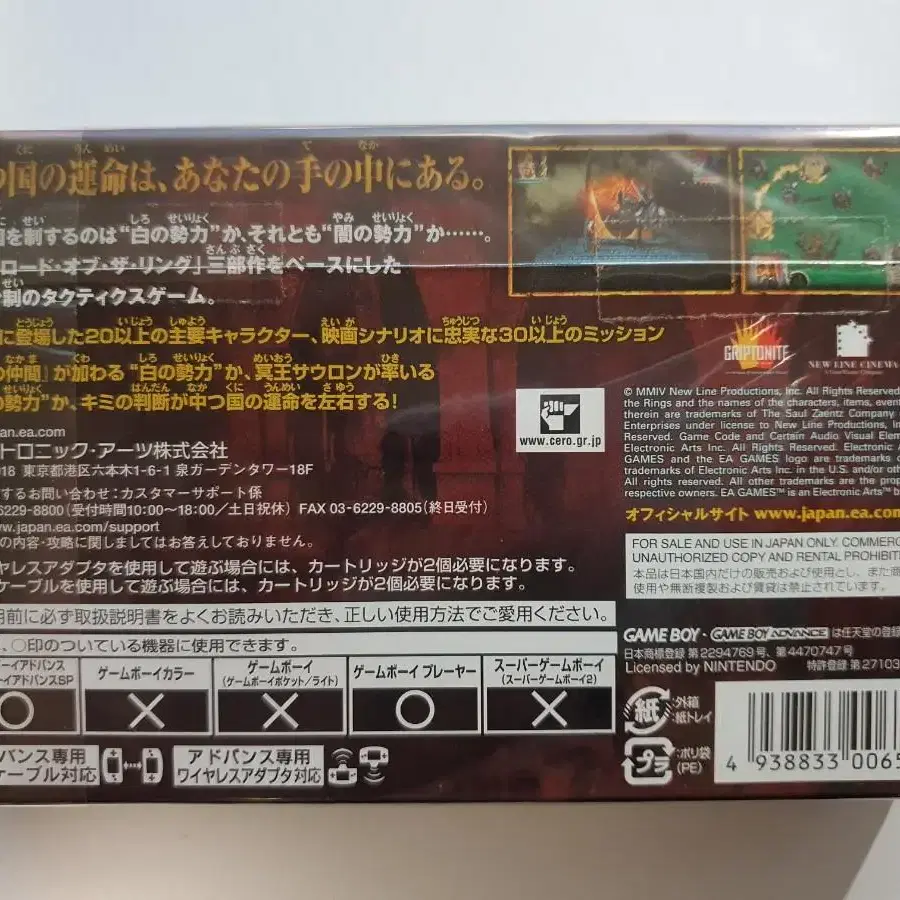 つ国の運命は、あなたの手の中にある。
国を制するのは“白の勢力”か、それとも“闇の勢力”か……。
ロード・オブ・ザ・リング」三部作をベースにした
制のタクティクスゲーム。
に登場した20以上の主要キャラクター、映画シナリオに忠実な30以上のミッション
の仲間』が加わる“白の勢力”か、冥王サウロンが率いる
の勢力”か、キミの判断が中つ国の運命を左右する!
GRIPTONITE
NEW LINE CINEMA
© MMIV New Line Productions, Inc. All Rights Reserved
the Rings and the names of the characters, items, event
therein are trademarks of The Saul Zaentz Company
Enterprises under license to New Line Productions, Inc
Reserved. Game Code and Certain Audio Visual Elem
Electronic Arts Inc. All Rights Reserved. Electronic Arts
GAMES and the EA GAMES logo are trademark
trademarks of Electronic Arts Inc. in the U.S. and/or othe
All Rights Reserved. All other trademarks are the prop
respective owners. EA GAMES™ is an Electronic Arts™ b
オフィシャルサイト www.japan.ea.com
www.cero.gr.jp
pan.ea.com
トロニック・アーツ株式会社
018 東京都港区六本木1-6-1 泉ガーデンタワー18F
するお問い合わせ:カスタマーサポート係
6229-8800(受付時間10:00〜18:00/土日祝休) FAX 03-6229-8805(終日受付)
www.japan.ea.com/support
の内容・攻略に関しましてはお答えしておりません。
ヤレスアダプタを使用して遊ぶ場合には、カートリッジが2個必要になります。
ケーブルを使用して遊ぶ場合には、カートリッジが2個必要になります。
用前に必ず取扱説明書をよくお読みいただき、正しい使用方法でご愛用ください。
、○印のついている機器に使用できます。
ーイアドバンス
ーイアドバンスSP
ゲームボーイカラー
ゲームボーイ
(ゲームボーイポケット/ライト)
ゲームボーイ プレーヤー
スーパーゲームボーイ
(スーパーゲームボーイ2)
○ × × ○ ×
バンス専用
ケーブル対応
アドバンス専用
ワイヤレスアダプタ対応
FOR SALE AND USE IN JAPAN ONLY. COMMERC
UNAUTHORIZED COPY AND RENTAL PROHIBIT
本品は日本国内だけの販売および使用とし、また商
使用や無断複製および賃貸は禁止されています。
GAME BOY・GAME BOY ADVANCE は任天堂の登録
日本商標登録 第2294769号、第4470747号
Licensed by NINTENDO 特許登録 第27103
紙
:外箱
:紙トレイ
プラ
:ポリ袋
(PE)
4 938833 0065